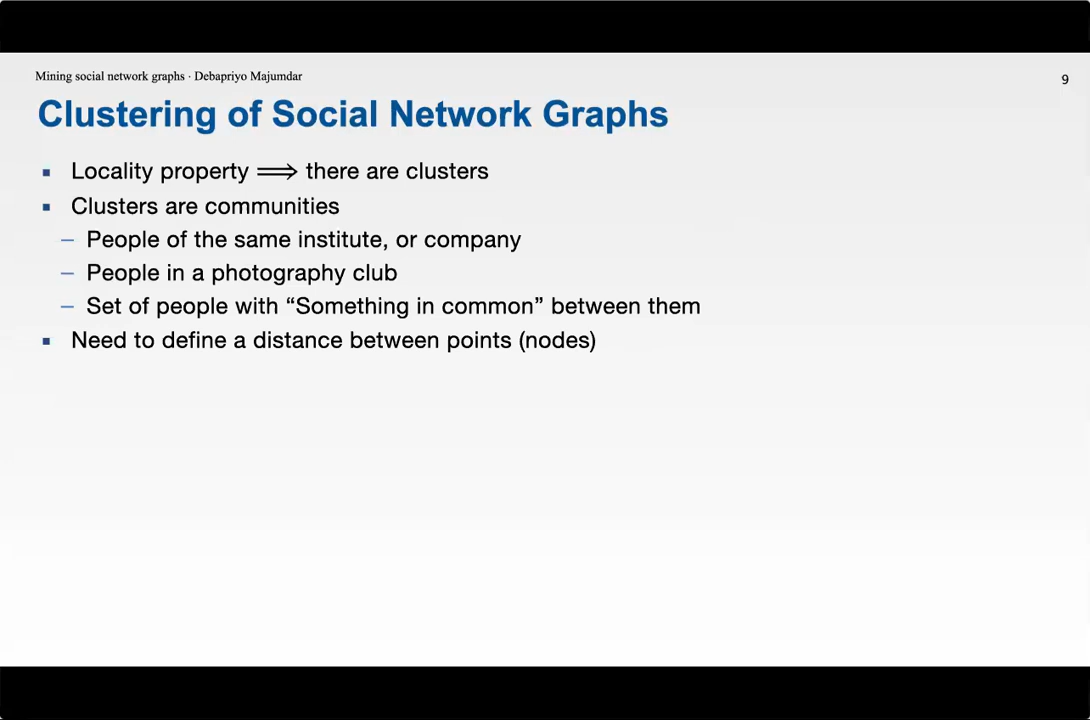 Mining social network graphs · Debapriyo Majumdar
9
Clustering of Social Network Graphs
▪ Locality property ⟹ there are clusters
▪ Clusters are communities
– People of the same institute, or company
– People in a photography club
– Set of people with “Something in common” between them
▪ Need to define a distance between points (nodes)